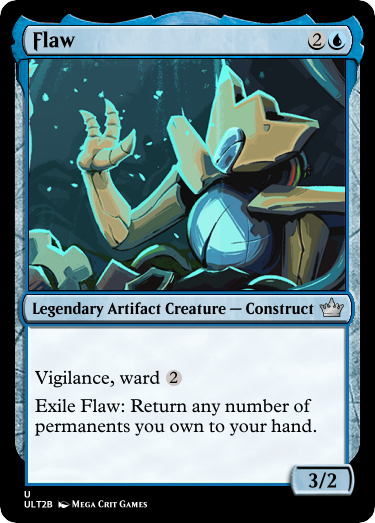 Flaw 2
Legendary Artifact Creature — Construct
Vigilance, ward 2
Exile Flaw: Return any number of
permanents you own to your hand.
3/2
U
ULT2B Mega Crit Games